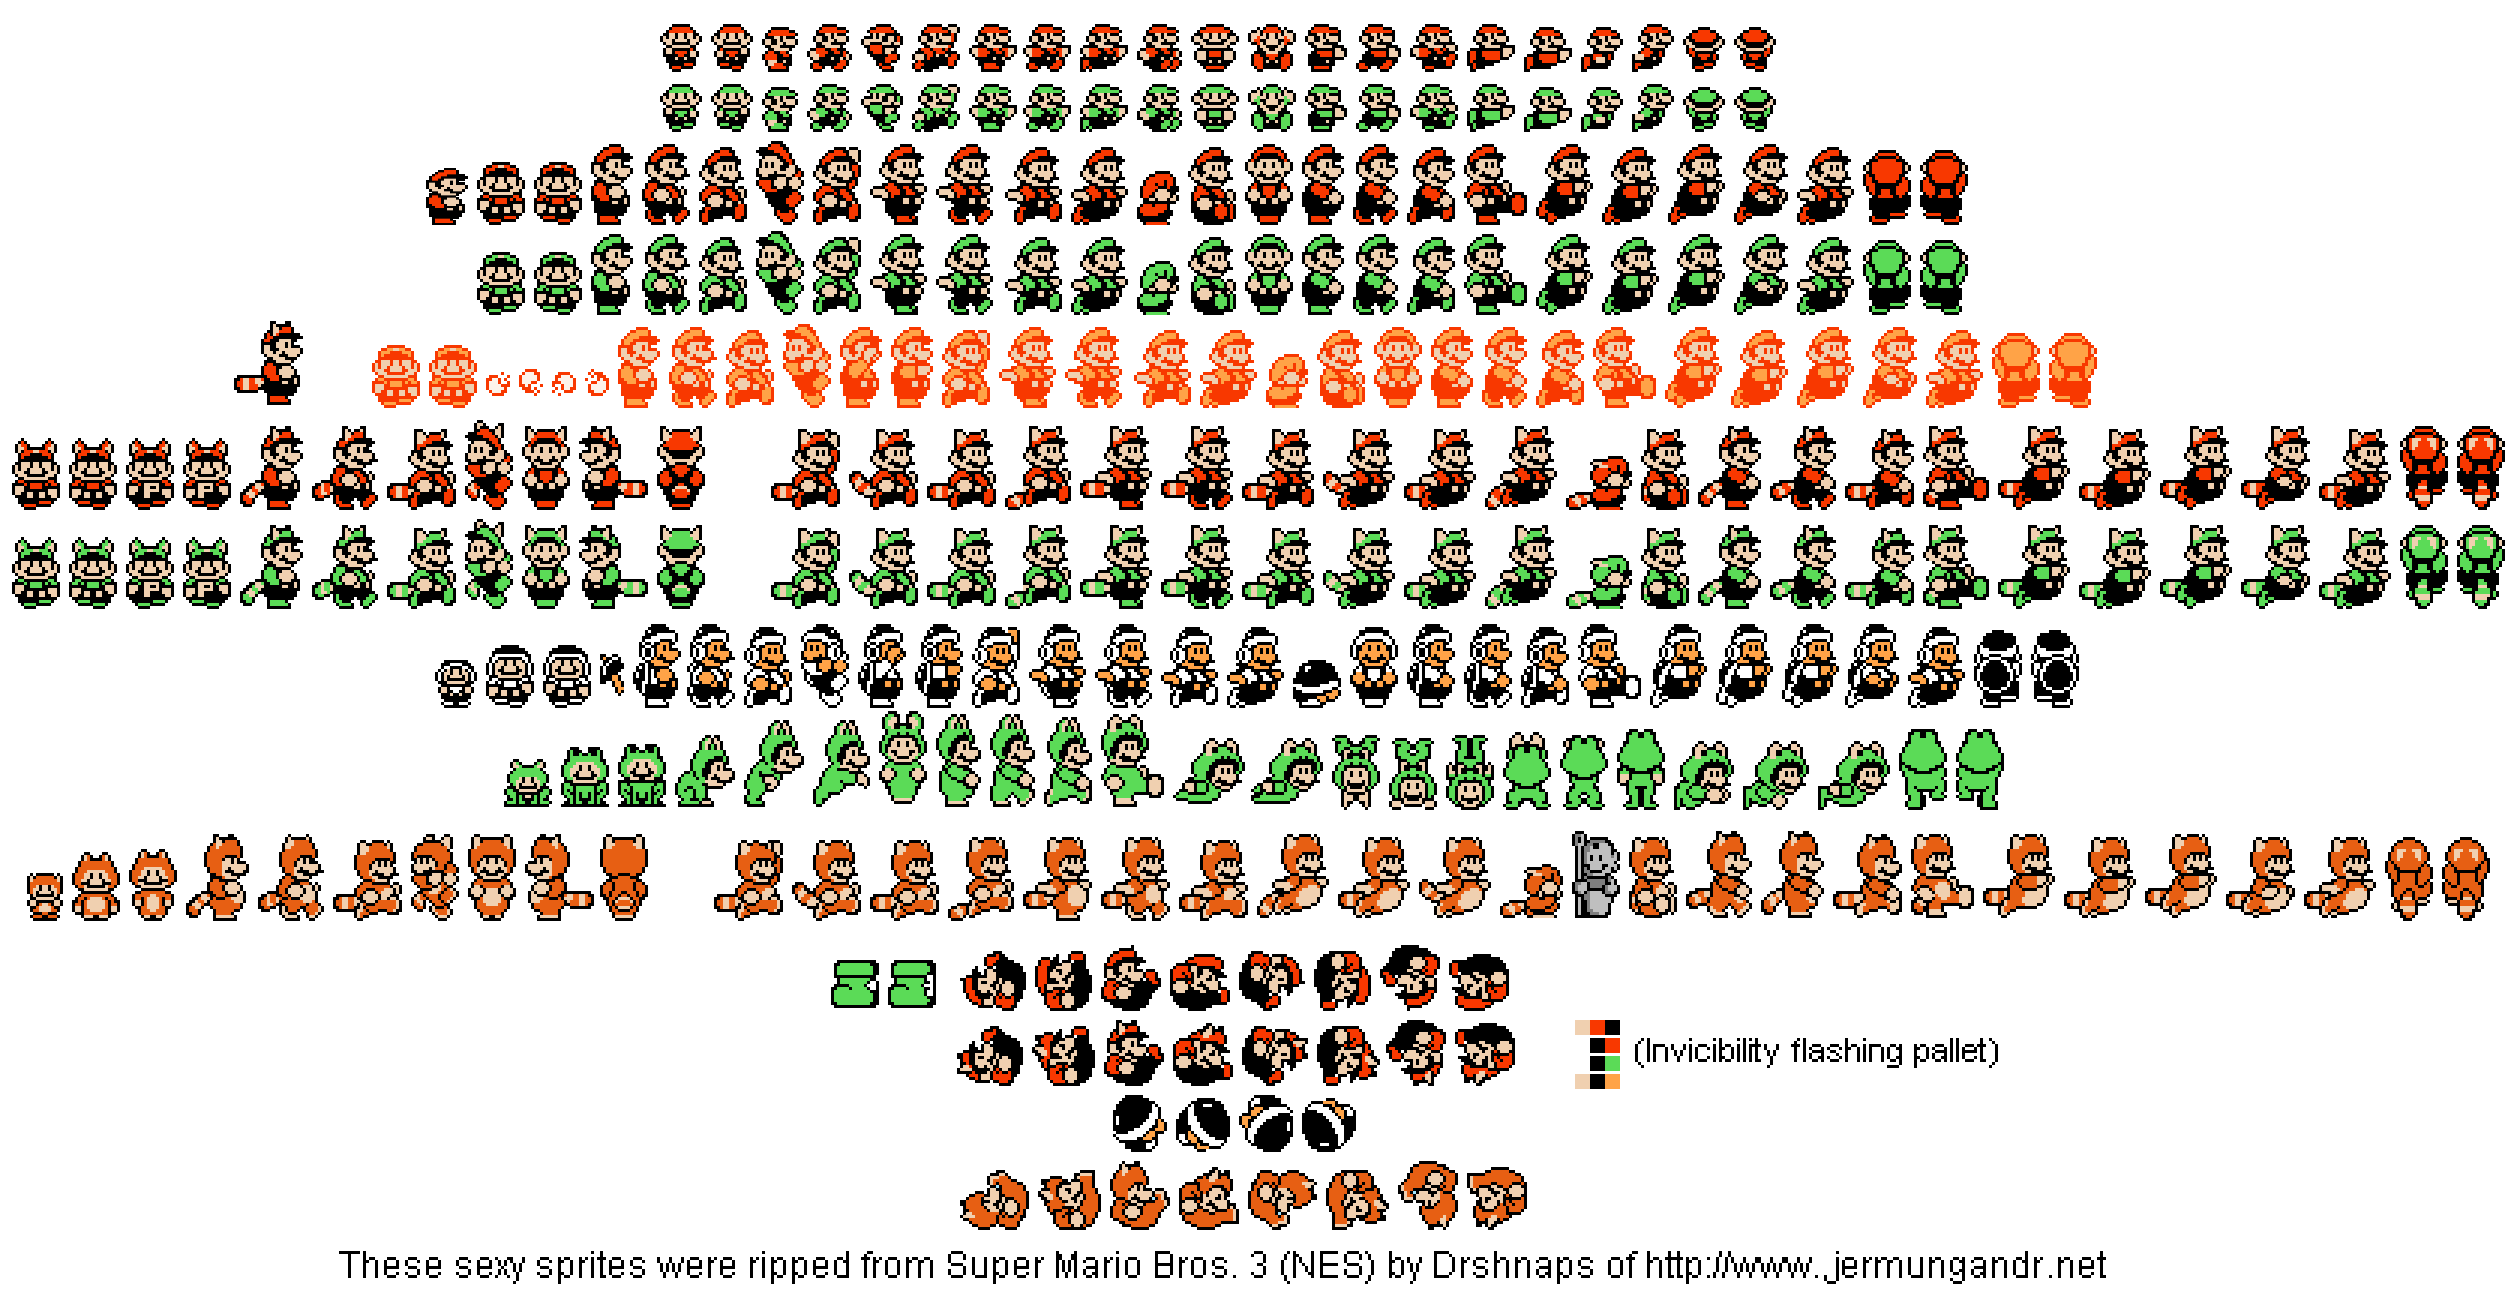 (Invicibility flashing pallet)
These sexy sprites were ripped from Super Mario Bros. 3 (NES) by Drshnaps of http://www.jermungandr.net